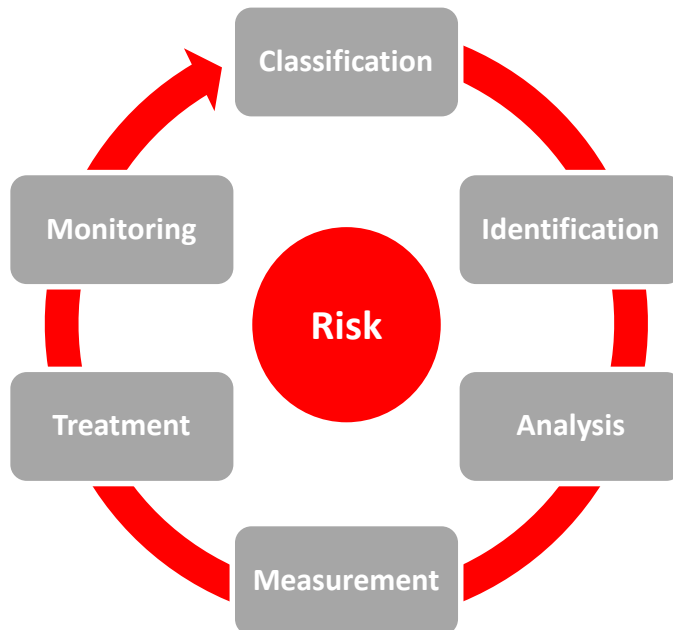 Classification
Identification
Analysis
Measurement
Treatment
Monitoring
Risk